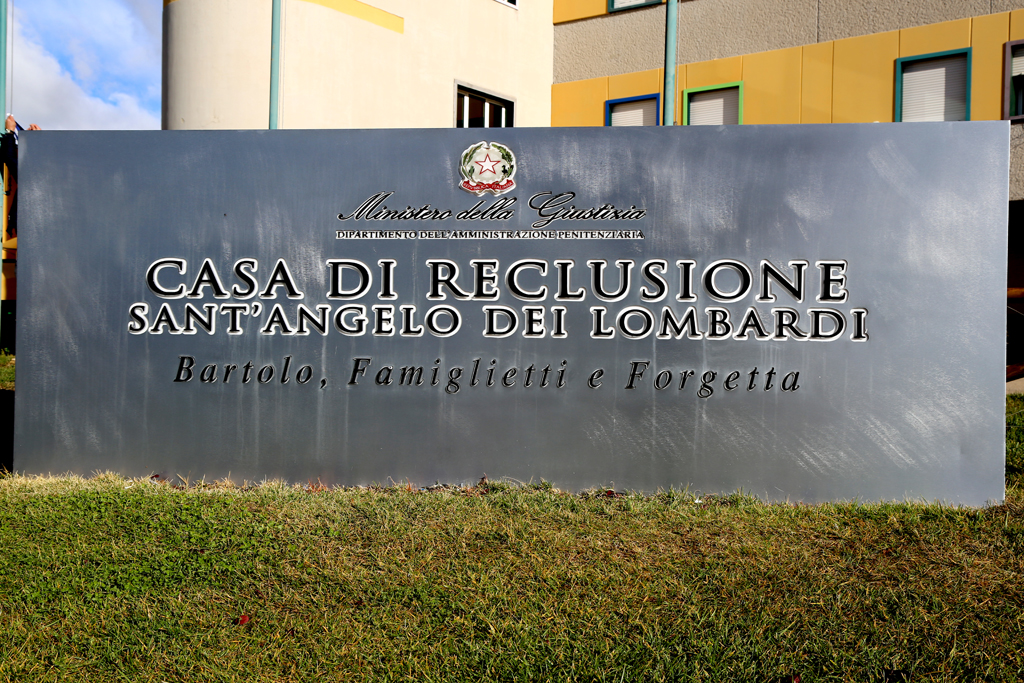 Ministero della Giustizia
DIPARTIMENTO DELL'AMMINISTRAZIONE PENITENZIARIA
CASA DI RECLUSIONE
SANT'ANGELO DEI LOMBARDI
Bartolo, Famiglietti e Forgetta